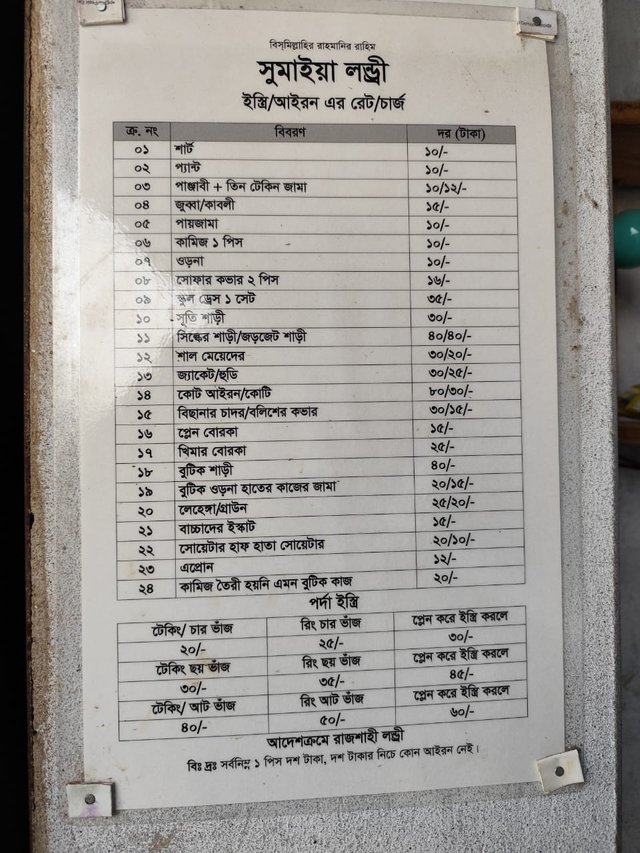 বিস্‌মিল্লাহির রাহমানির রাহিম
সুমাইয়া লন্ড্রী
ইস্ত্রি/আইরন এর রেট/চার্জ
ক্র. নং বিবরণ দর (টাকা)
০১ শার্ট ১০/-
০২ প্যান্ট ১০/-
০৩ পাঞ্জাবী + তিন টেকিন জামা ১০/১২/-
০৪ জুব্বা/কাবলী ১৫/-
০৫ পায়জামা ১০/-
০৬ কামিজ ১ পিস ১০/-
০৭ ওড়না ১০/-
০৮ সোফার কভার ২ পিস ১৬/-
০৯ স্কুল ড্রেস ১ সেট ৩৫/-
১০ সূতি শাড়ী ৩০/-
১১ সিল্কের শাড়ী/জড়জেট শাড়ী ৪০/৪০/-
১২ শাল মেয়েদের ৩০/২০/-
১৩ জ্যাকেট/হুডি ৩০/২৫/-
১৪ কোট আইরন/কোটি ৮০/৩০/-
১৫ বিছানার চাদর/বলিশের কভার ৩০/১৫/-
১৬ প্লেন বোরকা ১৫/-
১৭ খিমার বোরকা ২৫/-
১৮ বুটিক শাড়ী ৪০/-
১৯ বুটিক ওড়না হাতের কাজের জামা ২০/১৫/-
২০ লেহেঙ্গা/গ্রাউন ২৫/২০/-
২১ বাচ্চাদের ইস্কাট ১৫/-
২২ সোয়েটার হাফ হাতা সোয়েটার ২০/১০/-
২৩ এপ্রোন ১২/-
২৪ কামিজ তৈরী হয়নি এমন বুটিক কাজ ২০/-
পর্দা ইস্ত্রি
টেকিং/ চার ভাঁজ রিং চার ভাঁজ প্লেন করে ইস্ত্রি করলে
২০/- ২৫/- ৩০/-
টেকিং ছয় ভাঁজ রিং ছয় ভাঁজ প্লেন করে ইস্ত্রি করলে
৩০/- ৩৫/- ৪৫/-
টেকিং/ আট ভাঁজ রিং আট ভাঁজ প্লেন করে ইস্ত্রি করলে
৪০/- ৫০/- ৬০/-
আদেশক্রমে রাজশাহী লন্ড্রী
বিঃ দ্রঃ সর্বনিম্ন ১ পিস দশ টাকা, দশ টাকার নিচে কোন আইরন নেই।